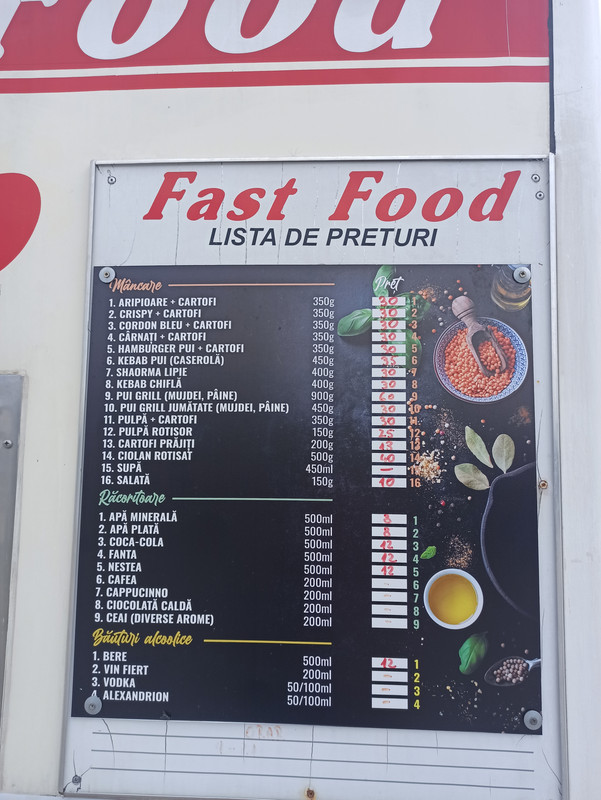 Food
Fast Food
LISTA DE PRETURI
Mâncare Preț
1. ARIPIOARE + CARTOFI 350g 30 1
2. CRISPY + CARTOFI 350g 30 2
3. CORDON BLEU + CARTOFI 350g 30 3
4. CÂRNAȚI + CARTOFI 350g 30 4
5. HAMBURGER PUI + CARTOFI 350g 30 5
6. KEBAB PUI (CASEROLĂ) 450g 35 6
7. SHAORMA LIPIE 400g 30 7
8. KEBAB CHIFLĂ 400g 30 8
9. PUI GRILL (MUJDEI, PÂINE) 900g 60 9
10. PUI GRILL JUMĂTATE (MUJDEI, PÂINE) 450g 30 10
11. PULPĂ + CARTOFI 350g 30 11
12. PULPĂ ROTISOR 150g 25 12
13. CARTOFI PRĂJIȚI 200g 13
14. CIOLAN ROTISAT 500g 60 14
15. SUPĂ 450ml - 15
16. SALATĂ 150g 10 16
Răcoritoare
1. APĂ MINERALĂ 500ml 8 1
2. APĂ PLATĂ 500ml 8 2
3. COCA-COLA 500ml 12 3
4. FANTA 500ml 12 4
5. NESTEA 500ml 12 5
6. CAFEA 200ml - 6
7. CAPPUCCINO 200ml - 7
8. CIOCOLATĂ CALDĂ 200ml - 8
9. CEAI (DIVERSE AROME) 200ml - 9
Băuturi alcoolice
1. BERE 500ml 12 1
2. VIN FIERT 200ml - 2
3. VODKA 50/100ml - 3
4. ALEXANDRION 50/100ml - 4